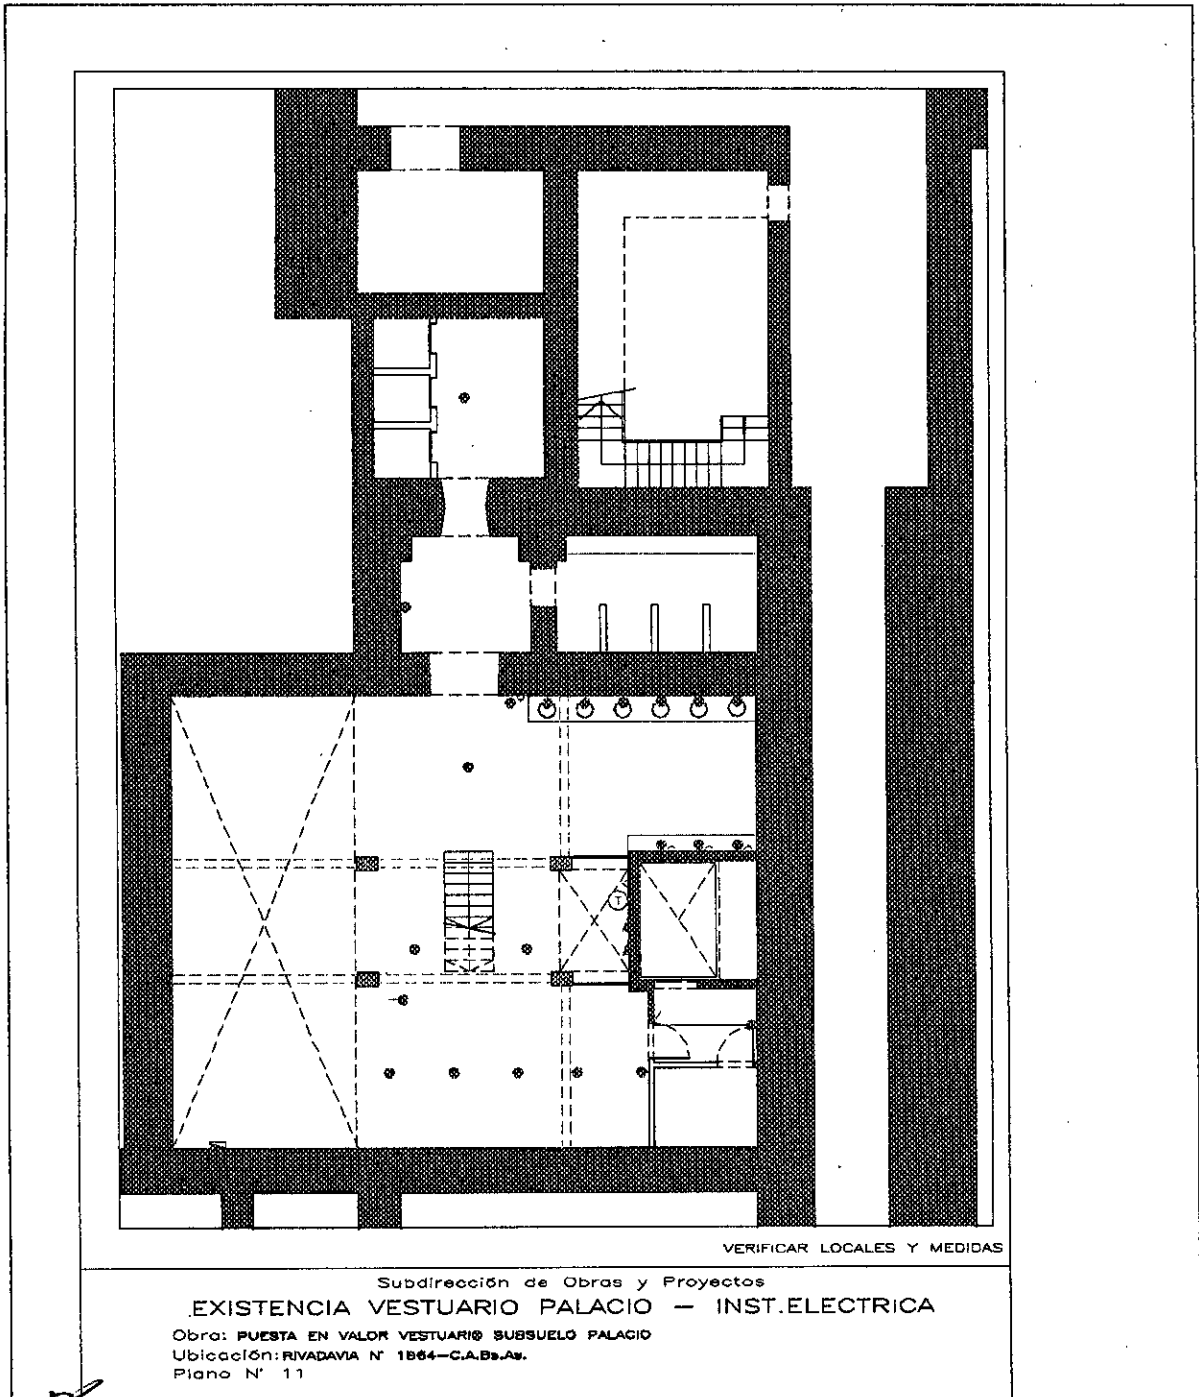 T
VERIFICAR LOCALES Y MEDIDAS
Subdirección de Obras y Proyectos
EXISTENCIA VESTUARIO PALACIO — INST.ELECTRICA
Obra: PUESTA EN VALOR VESTUARIO SUBSUELO PALACIO
Ubicación: RIVADAVIA N° 1864—C.A.Bs.As.
Plano N° 11